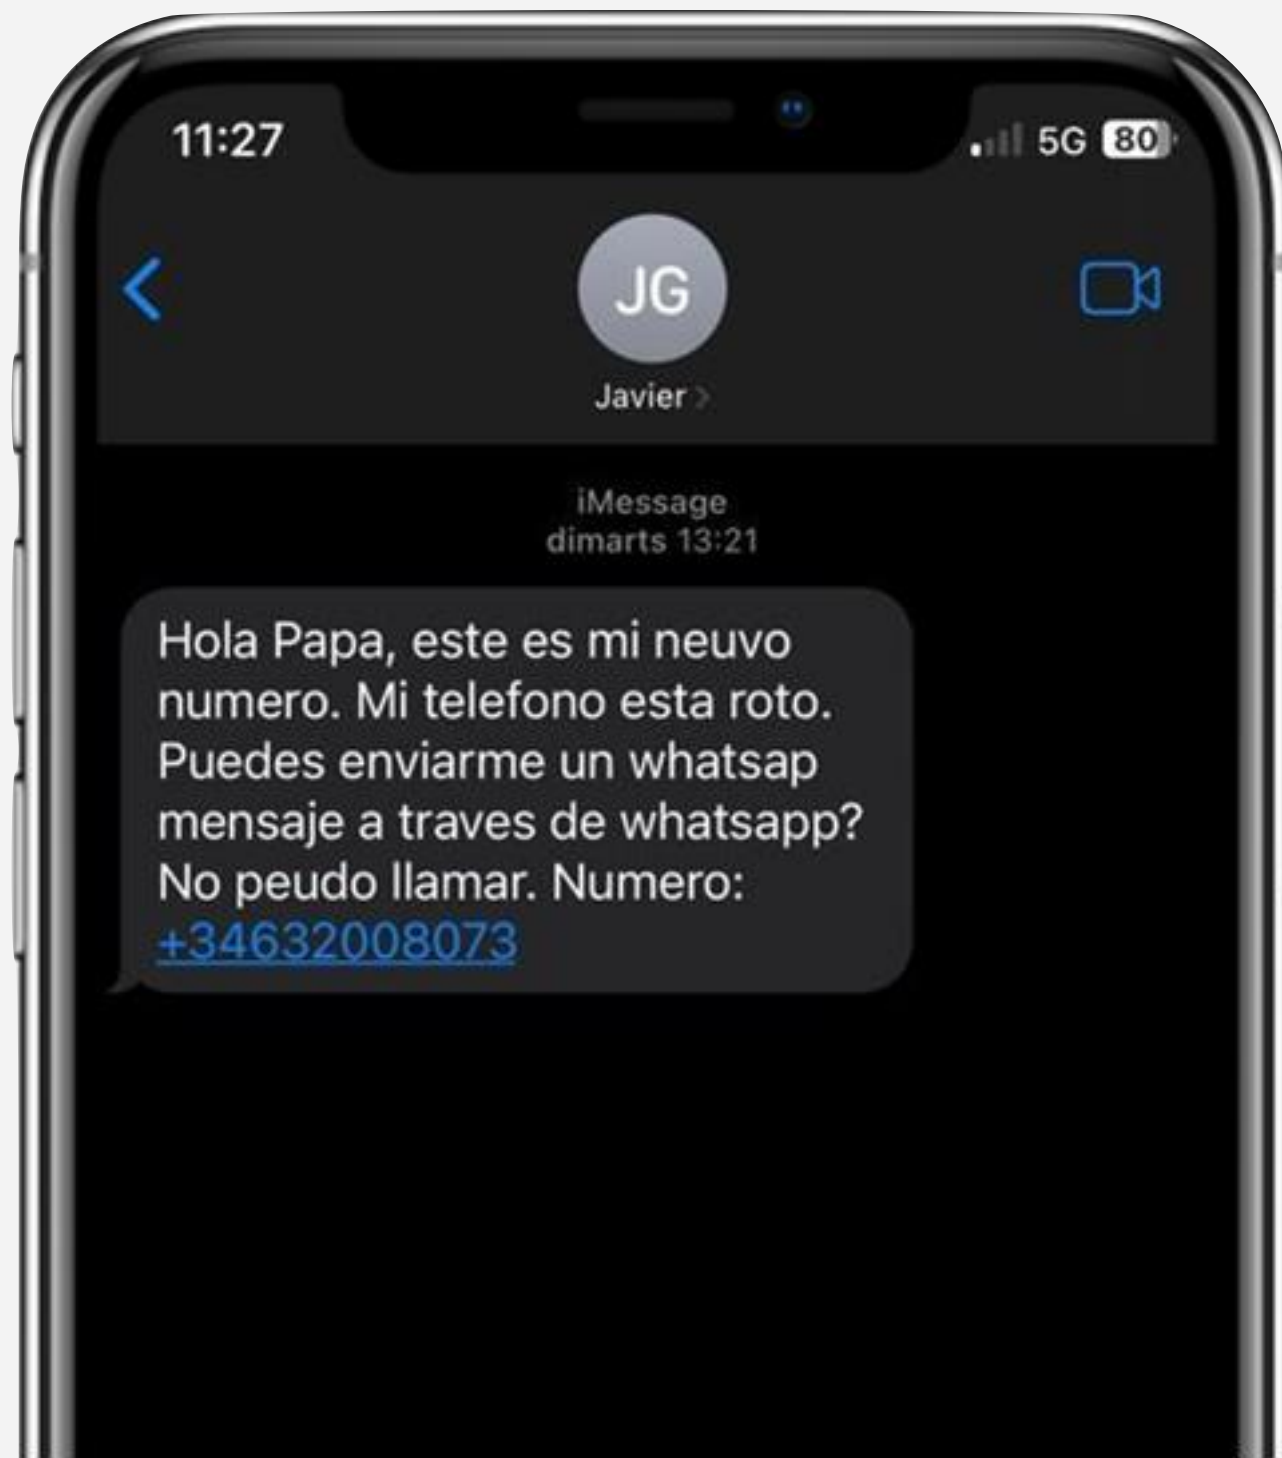 11:27
5G 80
JG
Javier
iMessage
dimarts 13:21
Hola Papa, este es mi neuvo
numero. Mi telefono esta roto.
Puedes enviarme un whatsap
mensaje a traves de whatsapp?
No peudo llamar. Numero:
+34632008073